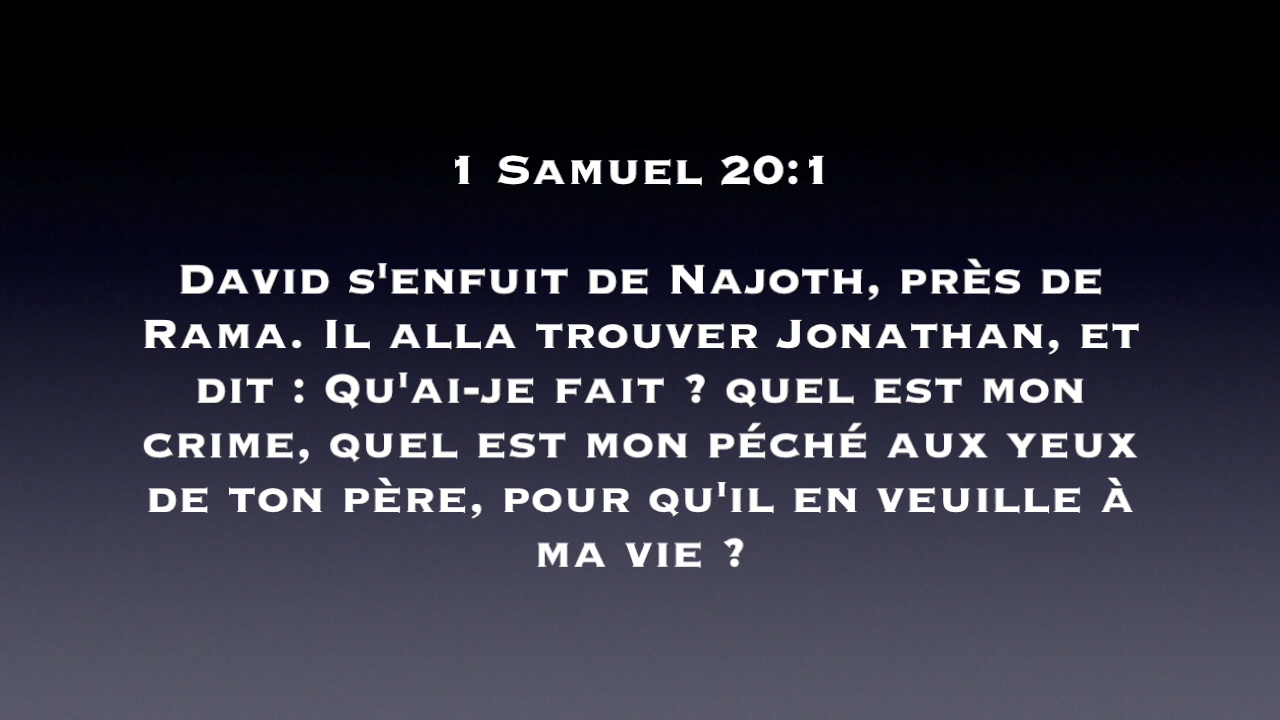 1 Samuel 20:1
David s'enfuit de Najoth, près de
Rama. Il alla trouver Jonathan, et
dit : Qu'ai-je fait ? quel est mon
crime, quel est mon péché aux yeux
de ton père, pour qu'il en veuille à
ma vie ?